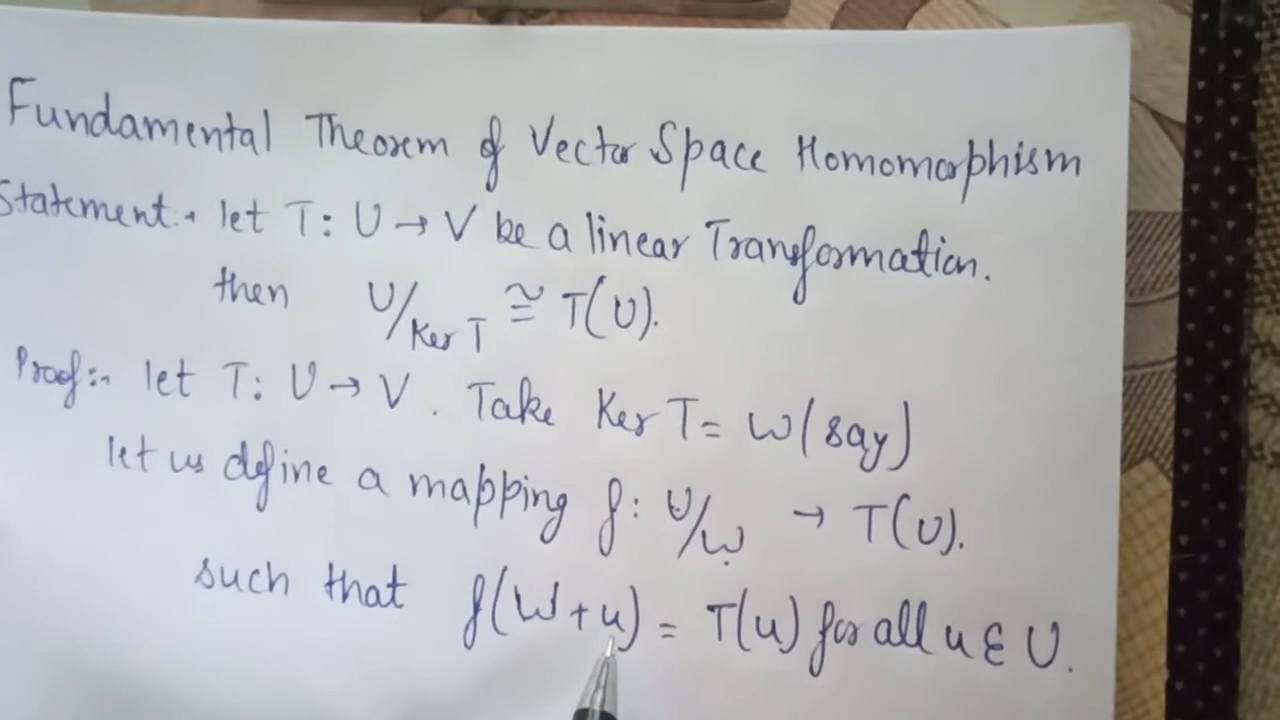 Fundamental Theorem of Vector Space Homomorphism
Statement:- let T: U → V be a linear Transformation.
then U/Ker T ≅ T(U).
Proof:- let T: U → V. Take Ker T = W (say)
let us define a mapping f: U/W → T(U).
such that f(W+u) = T(u) for all u ∈ U.